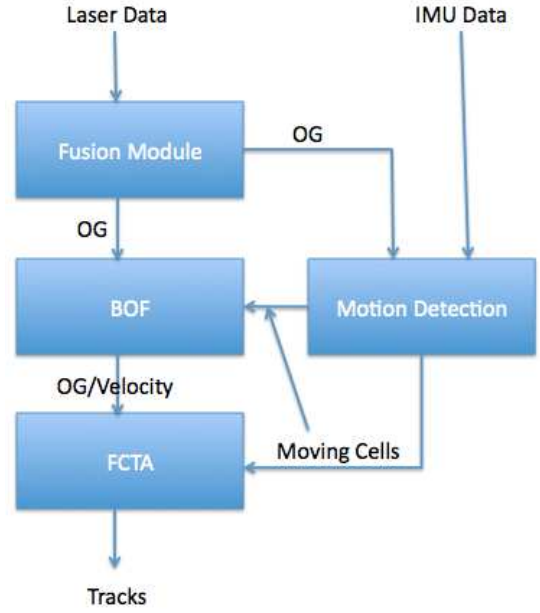 Laser Data
IMU Data
Fusion Module
OG
OG
BOF
Motion Detection
OG/Velocity
Moving Cells
FCTA
Tracks